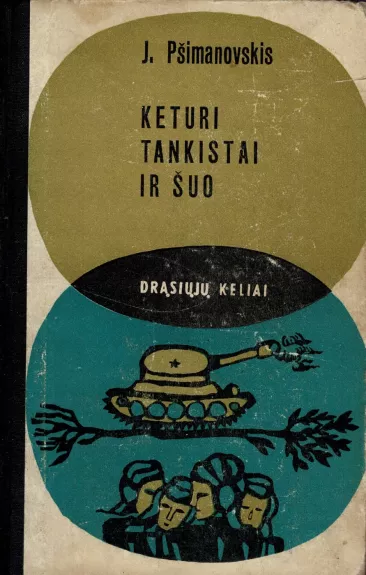 J. Pšimanovskis
KETURI
TANKISTAI
IR ŠUO
DRĄSIŲJŲ KELIAI